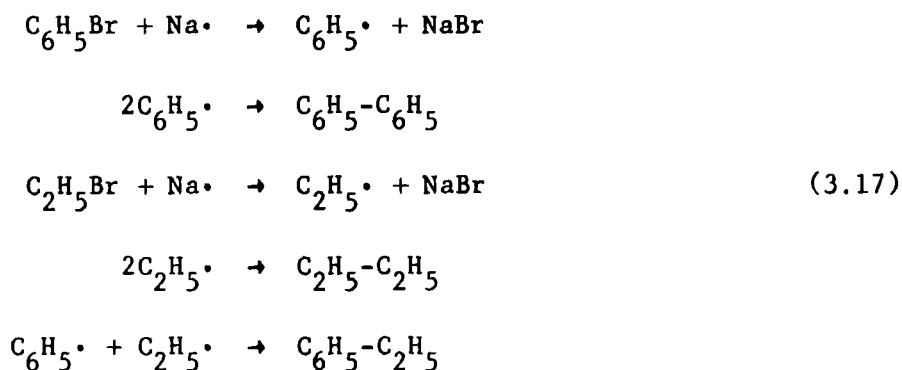 C₆H₅Br + Na· → C₆H₅· + NaBr
2C₆H₅· → C₆H₅-C₆H₅
C₂H₅Br + Na· → C₂H₅· + NaBr (3.17)
2C₂H₅· → C₂H₅-C₂H₅
C₆H₅· + C₂H₅· → C₆H₅-C₂H₅